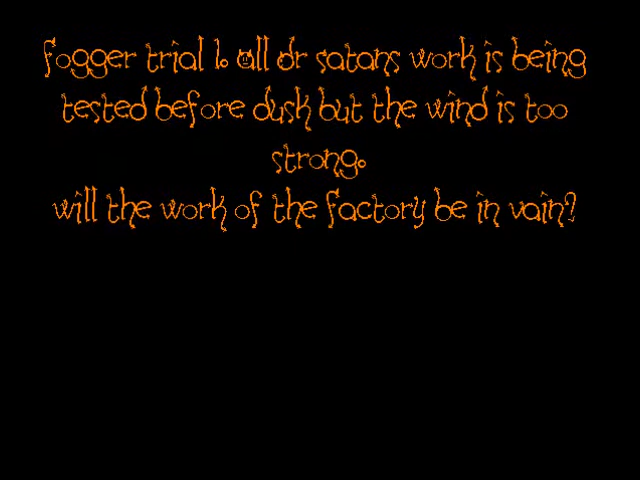 fogger trial 1. all dr satans work is being
tested before dusk but the wind is too
strong.
will the work of the factory be in vain?